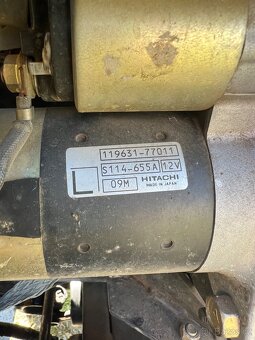 119631-77011
S114-655A 12V
L 09M HITACHI
MADE IN JAPAN